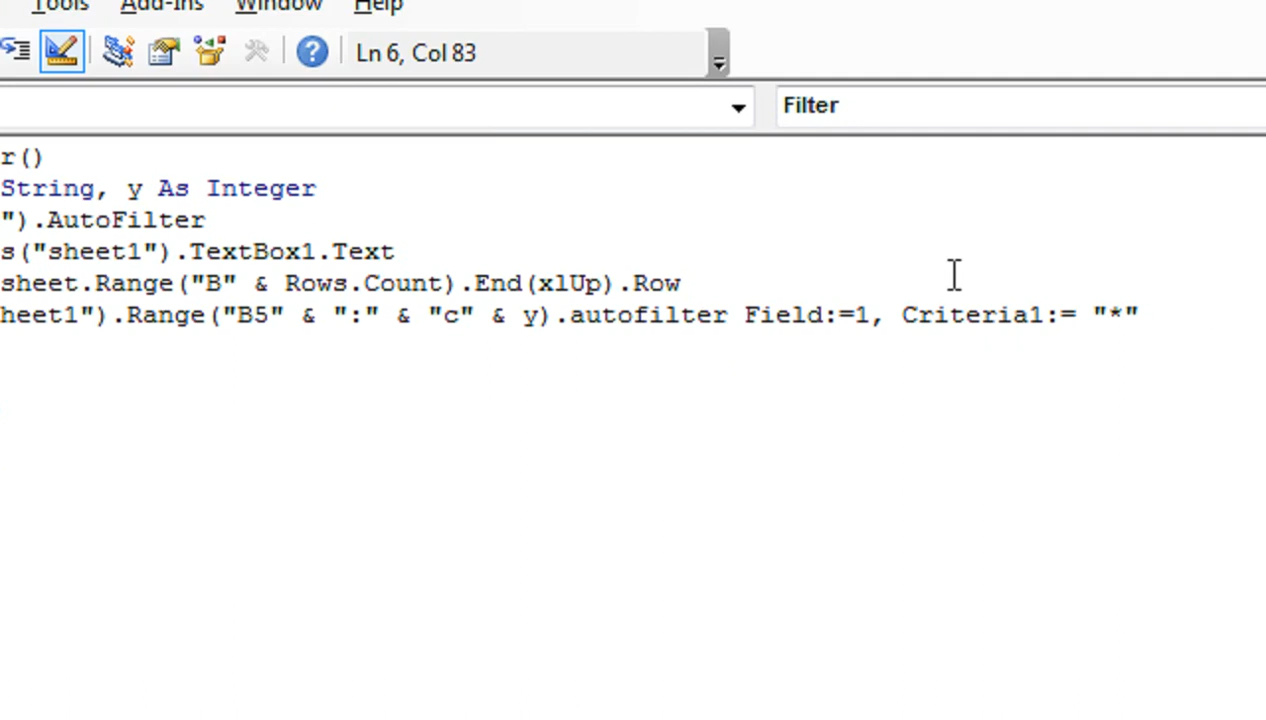 Tools Add-Ins Window Help
Ln 6, Col 83
Filter
r()
String, y As Integer
").AutoFilter
s("sheet1").TextBox1.Text
sheet.Range("B" & Rows.Count).End(xlUp).Row
heet1").Range("B5" & ":" & "c" & y).autofilter Field:=1, Criteria1:= "*"